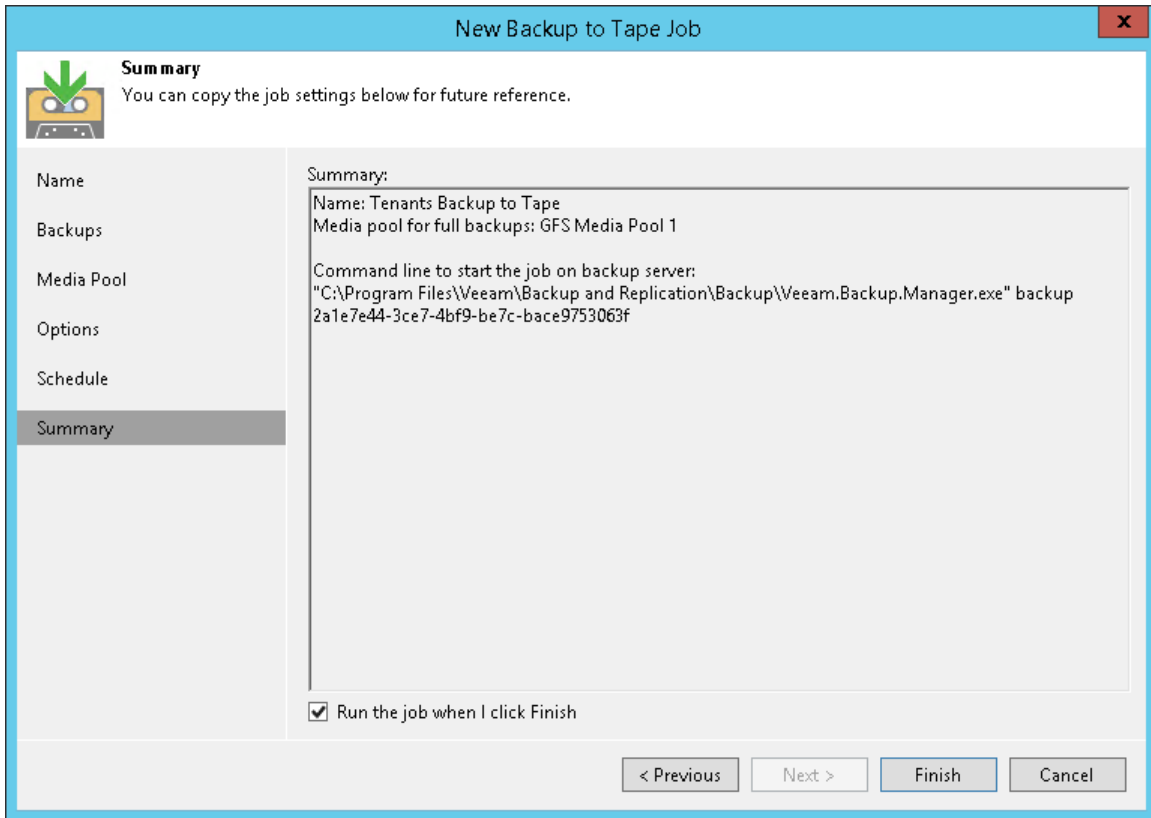 New Backup to Tape Job
x
Summary
You can copy the job settings below for future reference.
Name
Backups
Media Pool
Options
Schedule
Summary
Summary:
Name: Tenants Backup to Tape
Media pool for full backups: GFS Media Pool 1
Command line to start the job on backup server:
"C:\Program Files\Veeam\Backup and Replication\Backup\Veeam.Backup.Manager.exe" backup
2a1e7e44-3ce7-4bf9-be7c-bace9753063f
Run the job when I click Finish
< Previous
Next >
Finish
Cancel